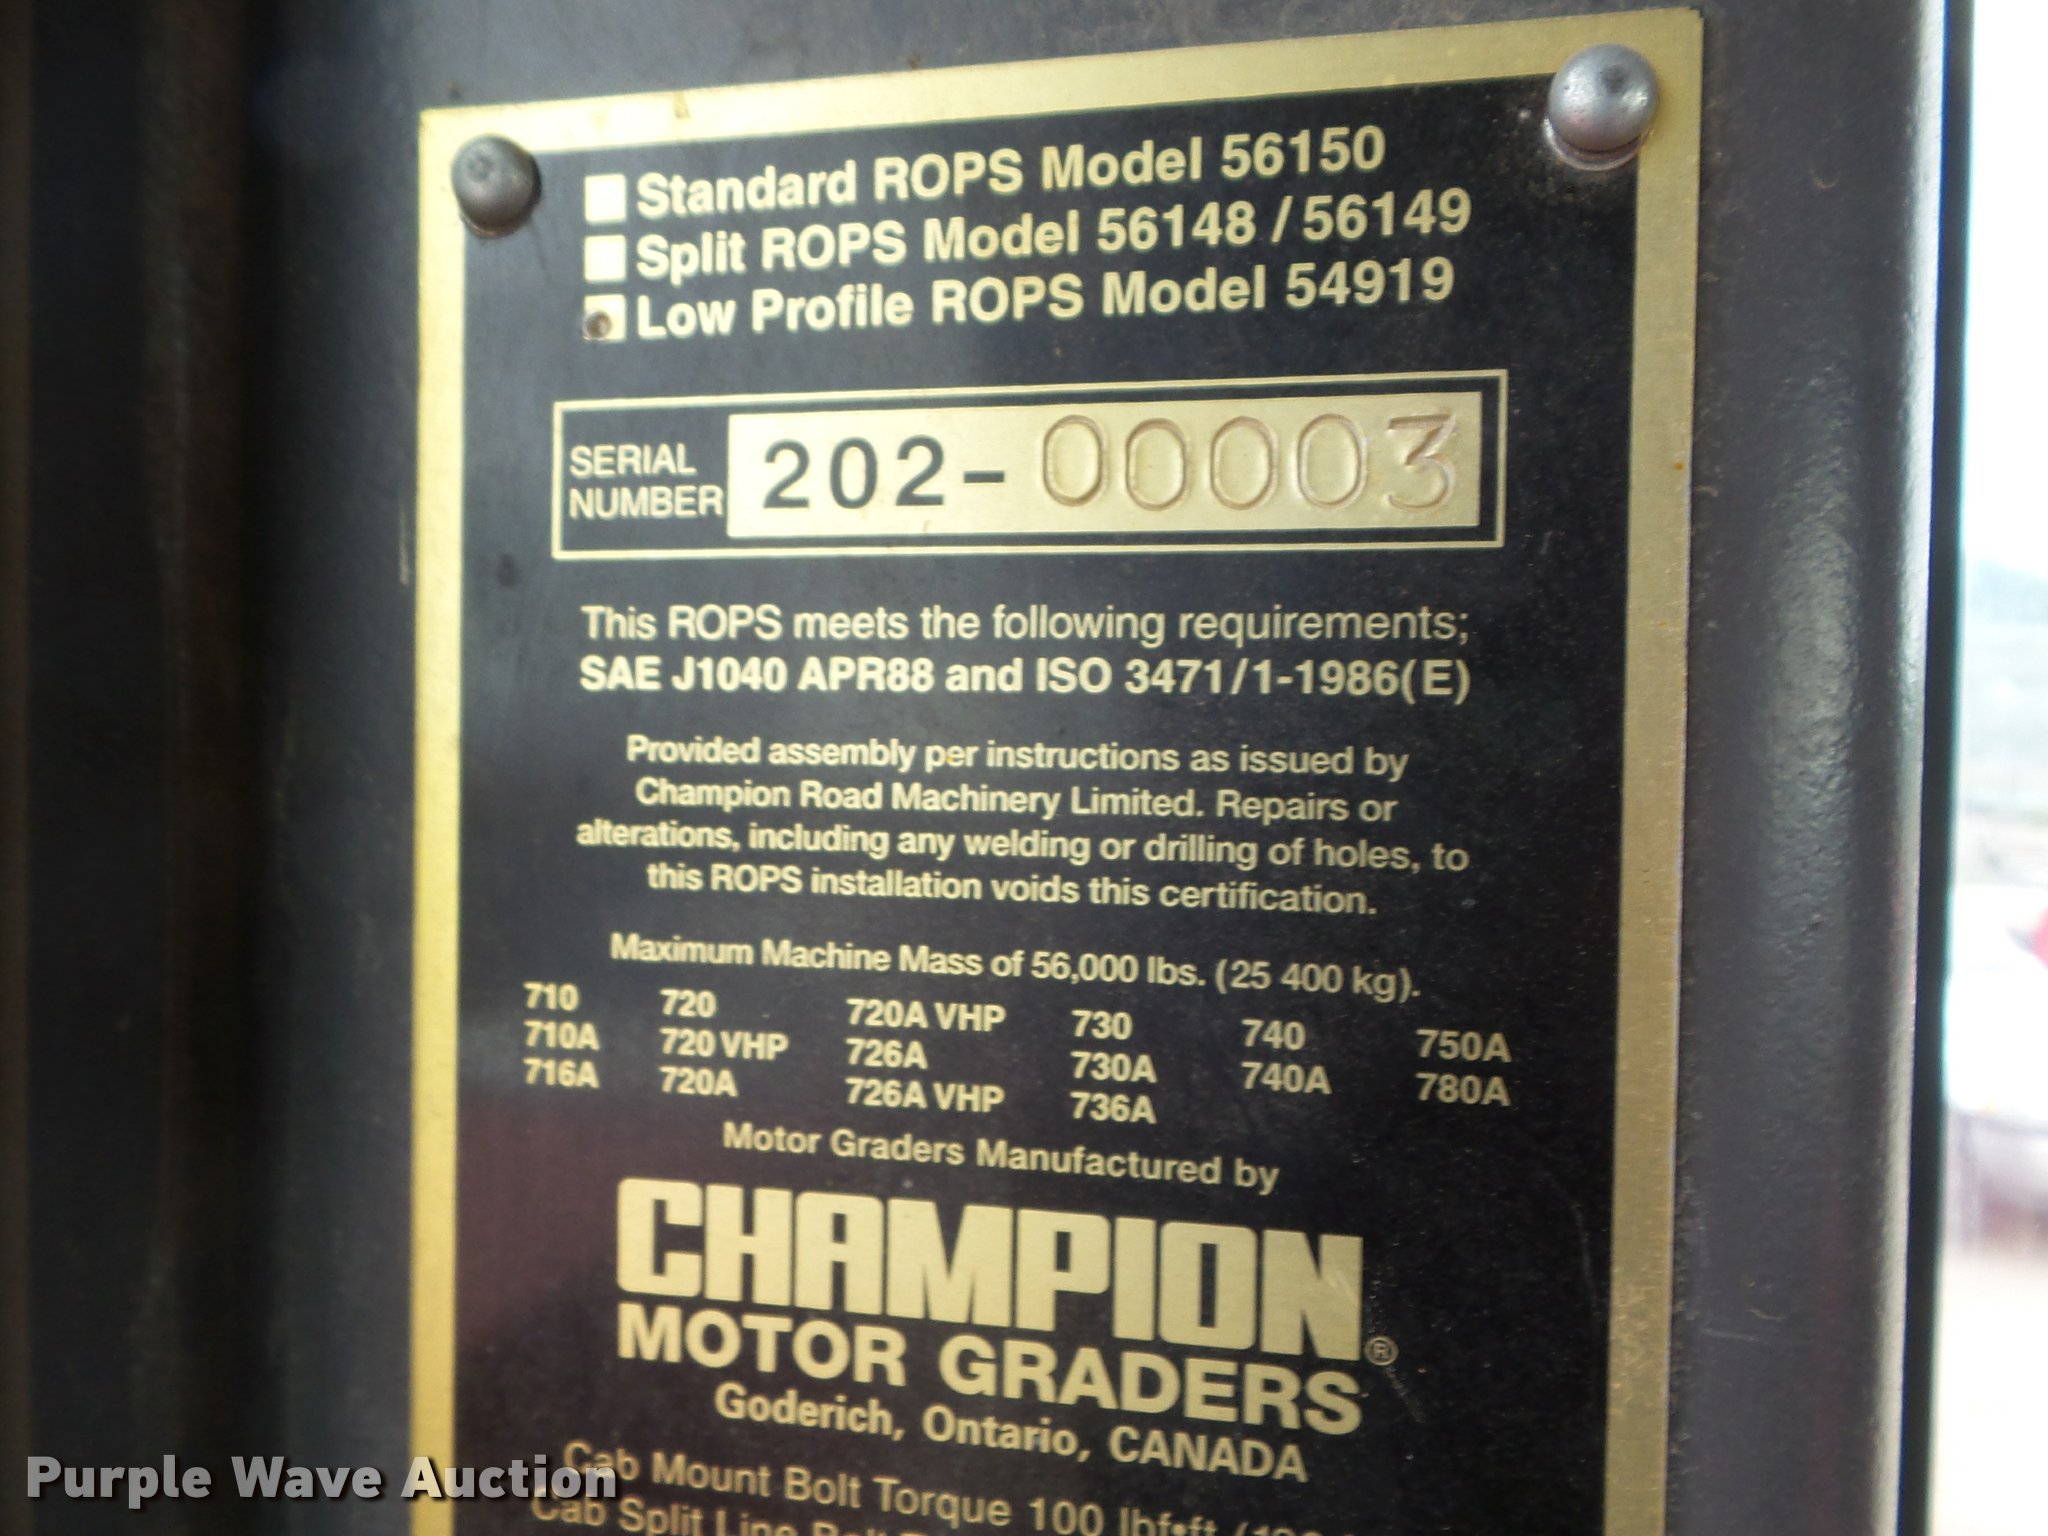 Standard ROPS Model 56150
Split ROPS Model 56148 / 56149
Low Profile ROPS Model 54919
SERIAL NUMBER 202-00003
This ROPS meets the following requirements;
SAE J1040 APR88 and ISO 3471/1-1986(E)
Provided assembly per instructions as issued by
Champion Road Machinery Limited. Repairs or
alterations, including any welding or drilling of holes, to
this ROPS installation voids this certification.
Maximum Machine Mass of 56,000 lbs. (25 400 kg).
710 720 720A VHP 730 740 750A
710A 720 VHP 726A 730A 740A 780A
716A 720A 726A VHP 736A
Motor Graders Manufactured by
CHAMPION®
MOTOR GRADERS
Goderich, Ontario, CANADA
Cab Mount Bolt Torque 100 lbf•ft
Cab Split Line Bolt
Purple Wave Auction